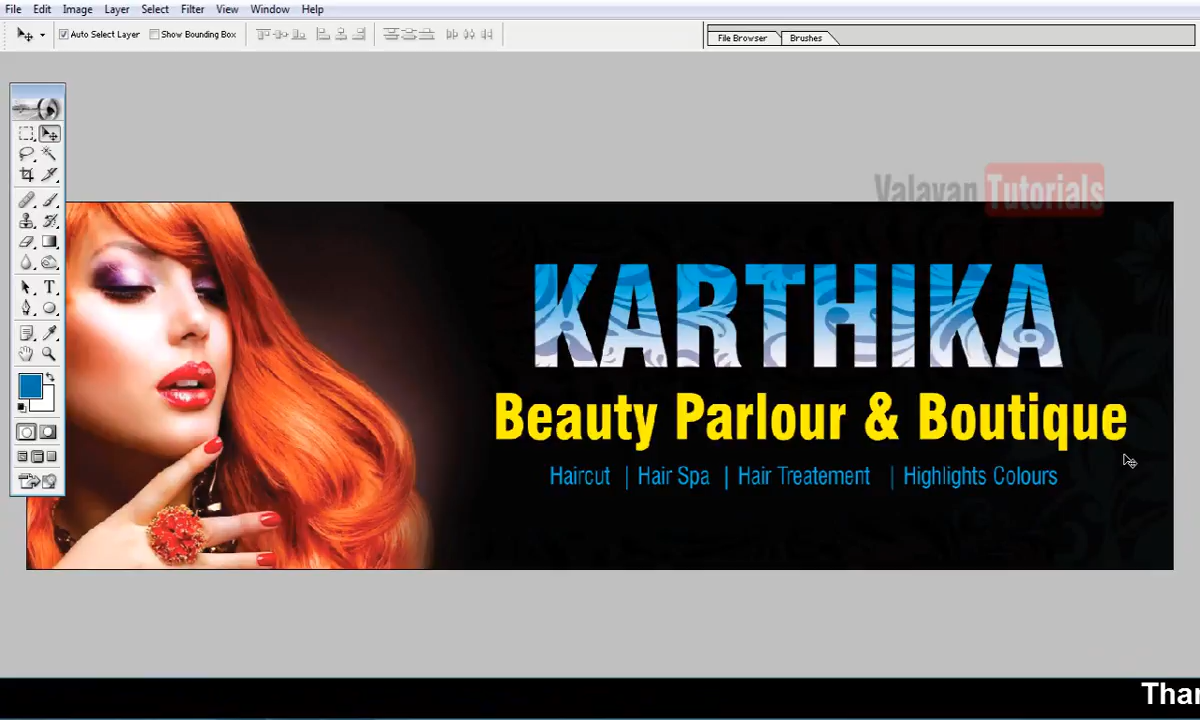 File Edit Image Layer Select Filter View Window Help
Auto Select Layer Show Bounding Box File Browser Brushes
Valavan Tutorials
KARTHIKA
Beauty Parlour & Boutique
Haircut | Hair Spa | Hair Treatement | Highlights Colours